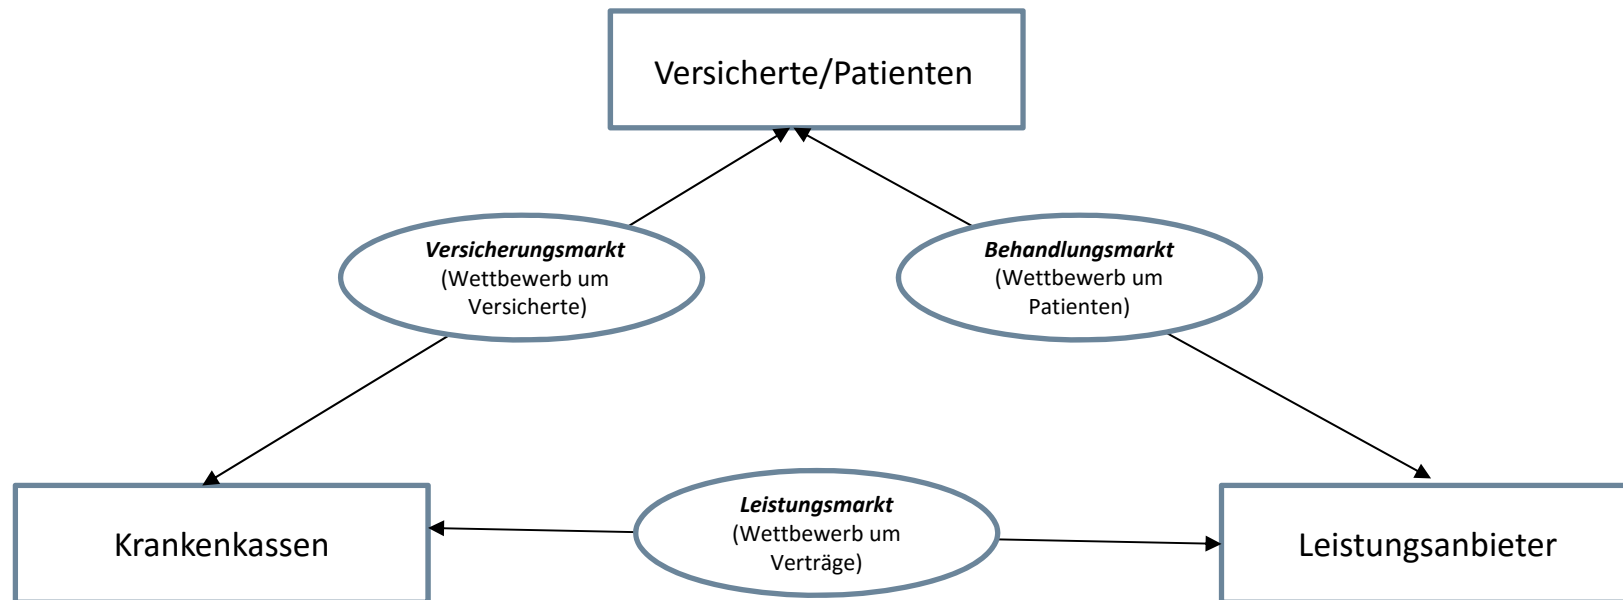 Versicherte/Patienten
Versicherungsmarkt
(Wettbewerb um
Versicherte)
Behandlungsmarkt
(Wettbewerb um
Patienten)
Krankenkassen
Leistungsmarkt
(Wettbewerb um
Verträge)
Leistungsanbieter